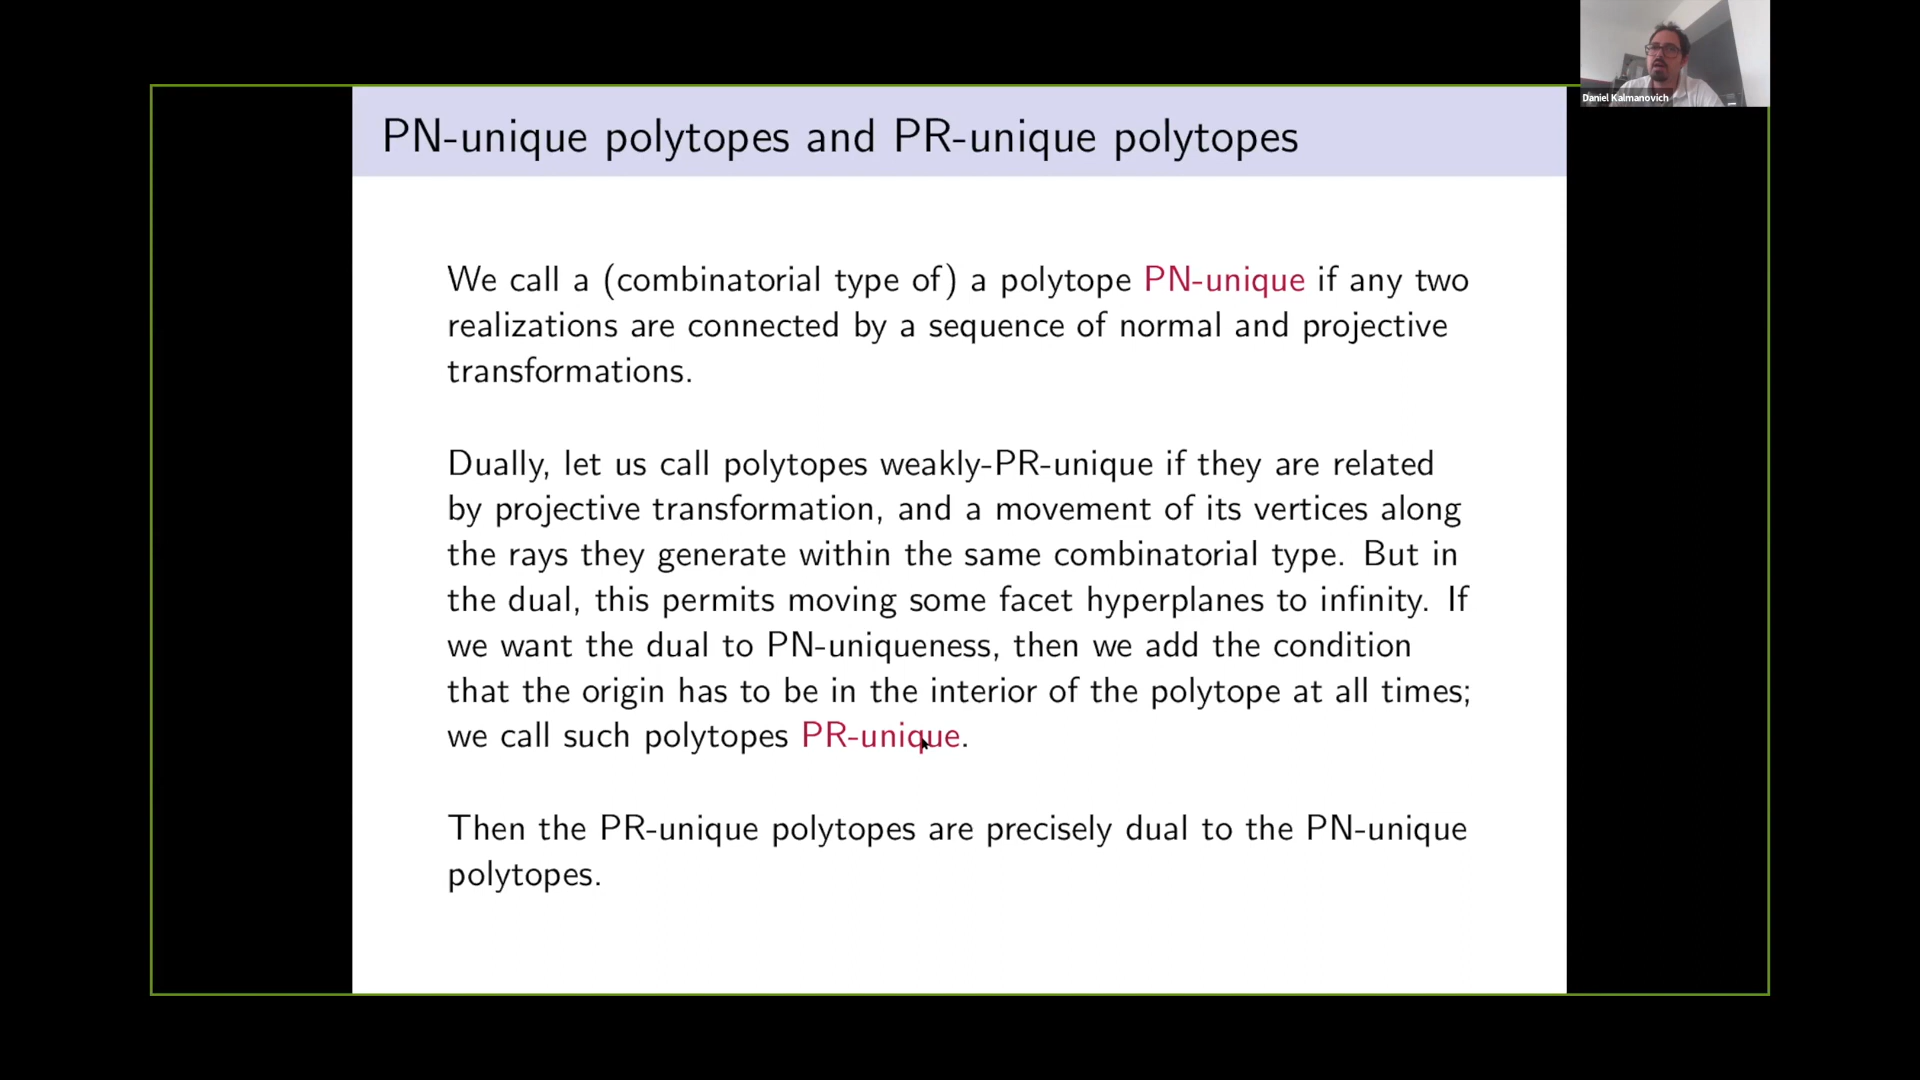 Daniel Kalmanovich
PN-unique polytopes and PR-unique polytopes
We call a (combinatorial type of) a polytope PN-unique if any two
realizations are connected by a sequence of normal and projective
transformations.
Dually, let us call polytopes weakly-PR-unique if they are related
by projective transformation, and a movement of its vertices along
the rays they generate within the same combinatorial type. But in
the dual, this permits moving some facet hyperplanes to infinity. If
we want the dual to PN-uniqueness, then we add the condition
that the origin has to be in the interior of the polytope at all times;
we call such polytopes PR-unique.
Then the PR-unique polytopes are precisely dual to the PN-unique
polytopes.